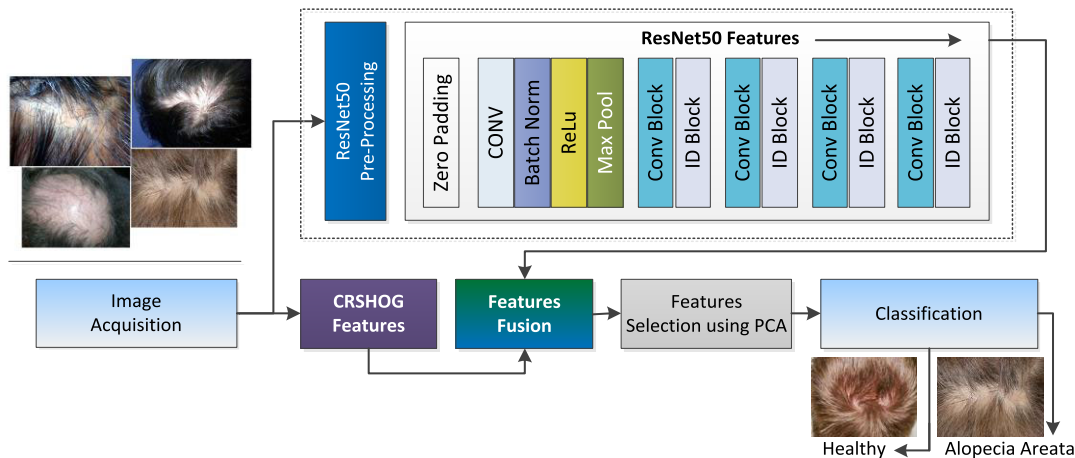 ResNet50 Features
ResNet50
Pre-Processing
Zero Padding
CONV
Batch Norm
ReLu
Max Pool
Conv Block
ID Block
Conv Block
ID Block
Conv Block
ID Block
Conv Block
ID Block
Image
Acquisition
CRSHOG
Features
Features
Fusion
Features
Selection using PCA
Classification
Healthy
Alopecia Areata